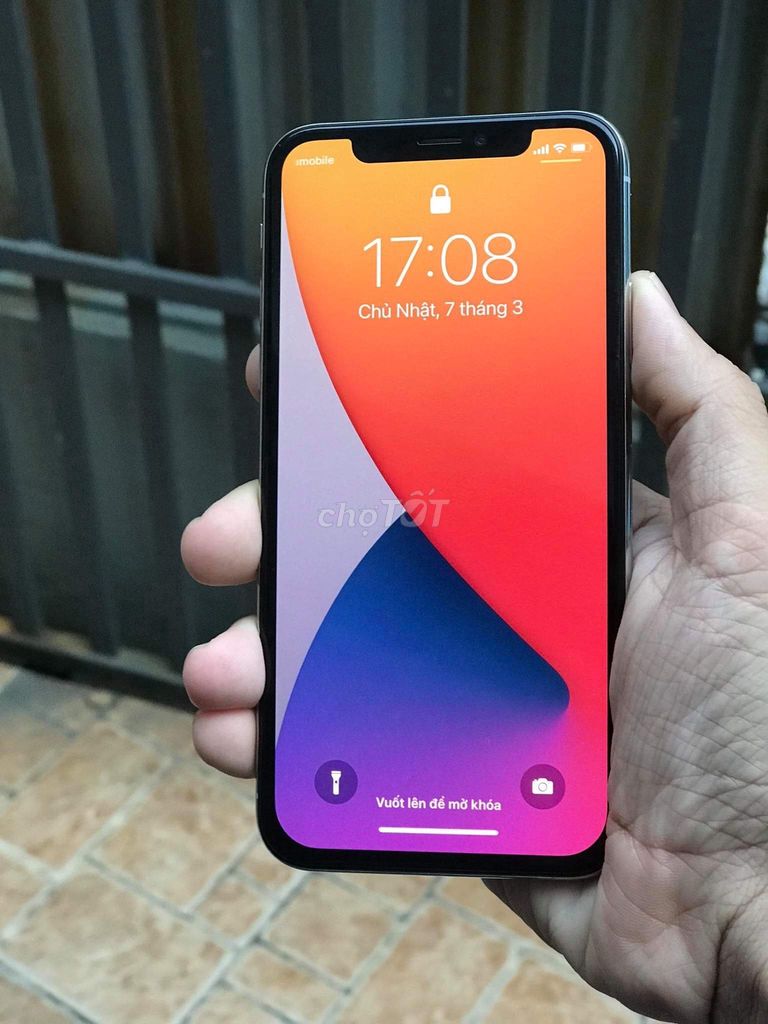 mobile
17:08
Chủ Nhật, 7 tháng 3
chợTỐT
Vuốt lên để mở khóa